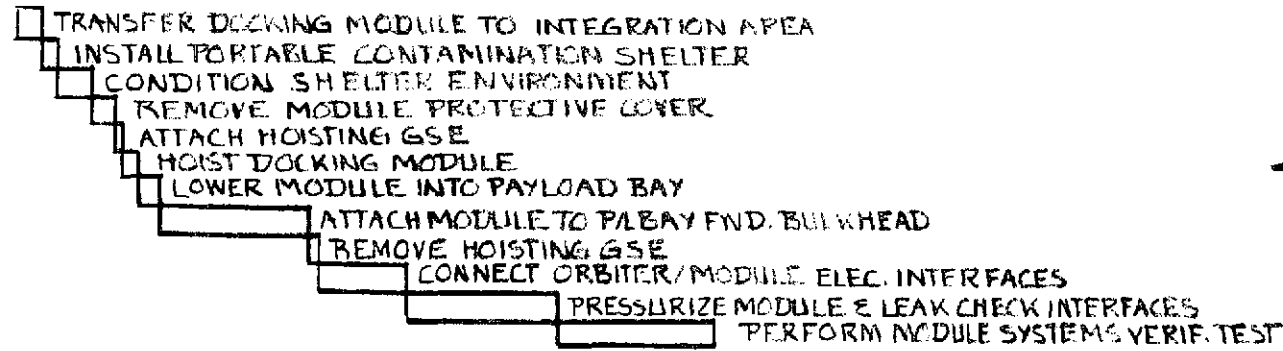 TRANSFER DOCKING MODULE TO INTEGRATION AREA
INSTALL PORTABLE CONTAMINATION SHELTER
CONDITION SHELTER ENVIRONMENT
REMOVE MODULE PROTECTIVE COVER
ATTACH HOISTING GSE
HOIST DOCKING MODULE
LOWER MODULE INTO PAYLOAD BAY
ATTACH MODULE TO P/L BAY FWD. BULKHEAD
REMOVE HOISTING GSE
CONNECT ORBITER/MODULE ELEC. INTERFACES
PRESSURIZE MODULE & LEAK CHECK INTERFACES
PERFORM MODULE SYSTEMS VERIF. TEST